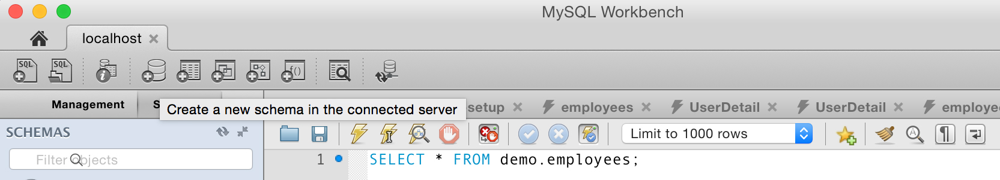 MySQL Workbench
localhost
SQL SQL f()
Management S
Create a new schema in the connected server
setup employees UserDetail UserDetail employee
SCHEMAS
Limit to 1000 rows
Filter objects
1 SELECT * FROM demo.employees;